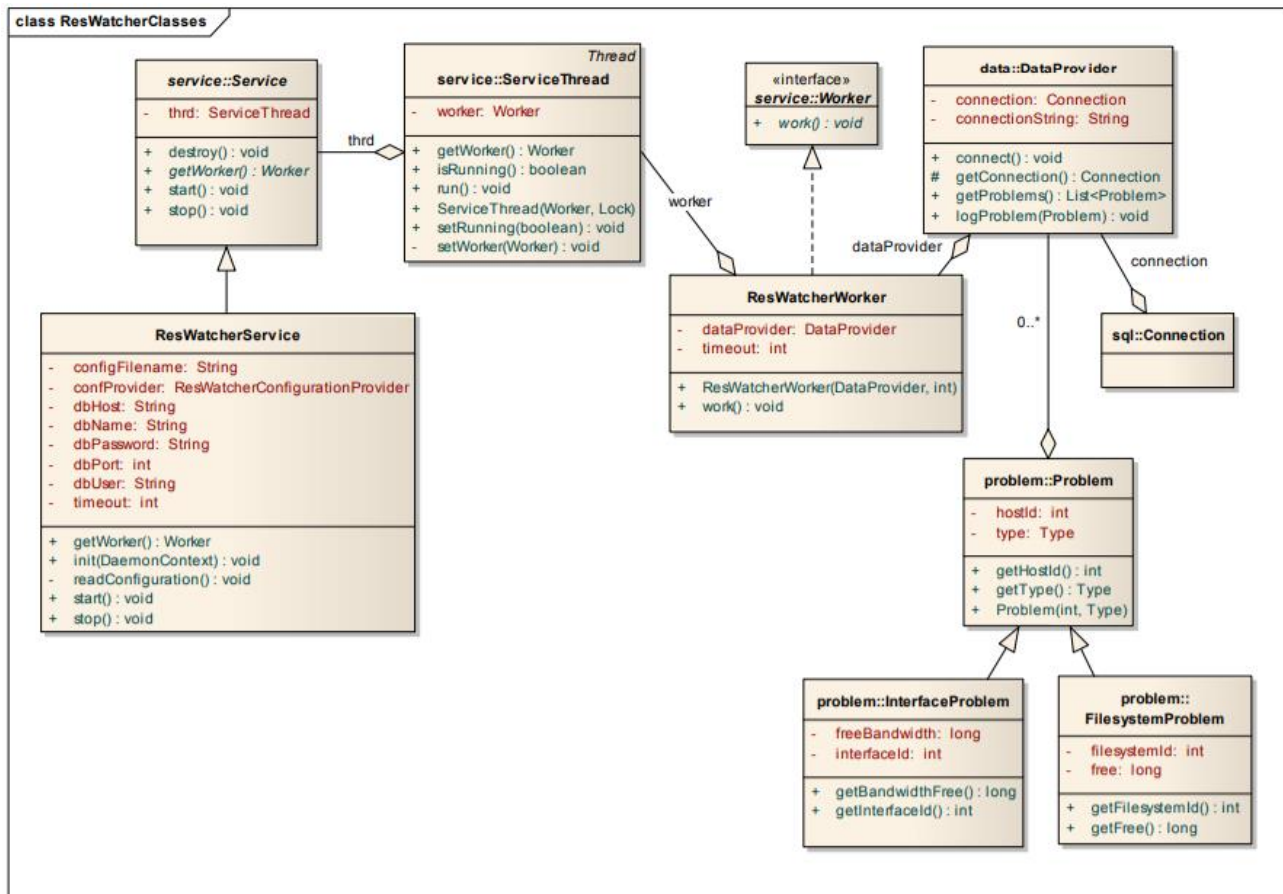 class ResWatcherClasses
service::Service
- thrd: ServiceThread
+ destroy() : void
+ getWorker() : Worker
+ start() : void
+ stop() : void
thrd
Thread
service::ServiceThread
- worker: Worker
+ getWorker() : Worker
+ isRunning() : boolean
+ run() : void
+ ServiceThread(Worker, Lock)
+ setRunning(boolean) : void
- setWorker(Worker) : void
worker
«interface»
service::Worker
+ work() : void
data::DataProvider
- connection: Connection
- connectionString: String
+ connect() : void
# getConnection() : Connection
+ getProblems() : List<Problem>
+ logProblem(Problem) : void
dataProvider
connection
0..*
ResWatcherWorker
- dataProvider: DataProvider
- timeout: int
+ ResWatcherWorker(DataProvider, int)
+ work() : void
sql::Connection
ResWatcherService
- configFilename: String
- confProvider: ResWatcherConfigurationProvider
- dbHost: String
- dbName: String
- dbPassword: String
- dbPort: int
- dbUser: String
- timeout: int
+ getWorker() : Worker
+ init(DaemonContext) : void
- readConfiguration() : void
+ start() : void
+ stop() : void
problem::Problem
- hostId: int
- type: Type
+ getHostId() : int
+ getType() : Type
+ Problem(int, Type)
problem::InterfaceProblem
- freeBandwidth: long
- interfaceId: int
+ getBandwidthFree() : long
+ getInterfaceId() : int
problem::
FilesystemProblem
- filesystemId: int
- free: long
+ getFilesystemId() : int
+ getFree() : long